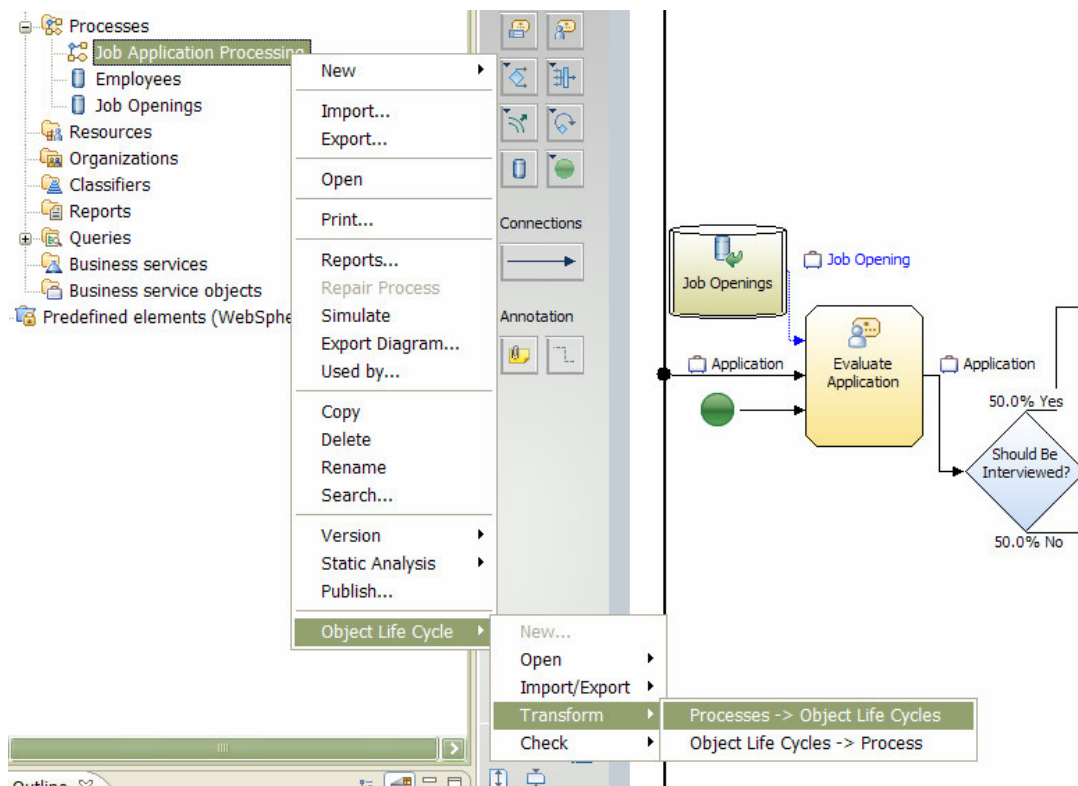 Processes
Job Application Processing
Employees
Job Openings
Resources
Organizations
Classifiers
Reports
Queries
Business services
Business service objects
Predefined elements (WebSphe
Outline
New
Import...
Export...
Open
Print...
Reports...
Repair Process
Simulate
Export Diagram...
Used by...
Copy
Delete
Rename
Search...
Version
Static Analysis
Publish...
Object Life Cycle
New...
Open
Import/Export
Transform
Check
Processes -> Object Life Cycles
Object Life Cycles -> Process
Connections
Annotation
Job Openings
Job Opening
Application
Evaluate
Application
Application
50.0% Yes
Should Be
Interviewed?
50.0% No